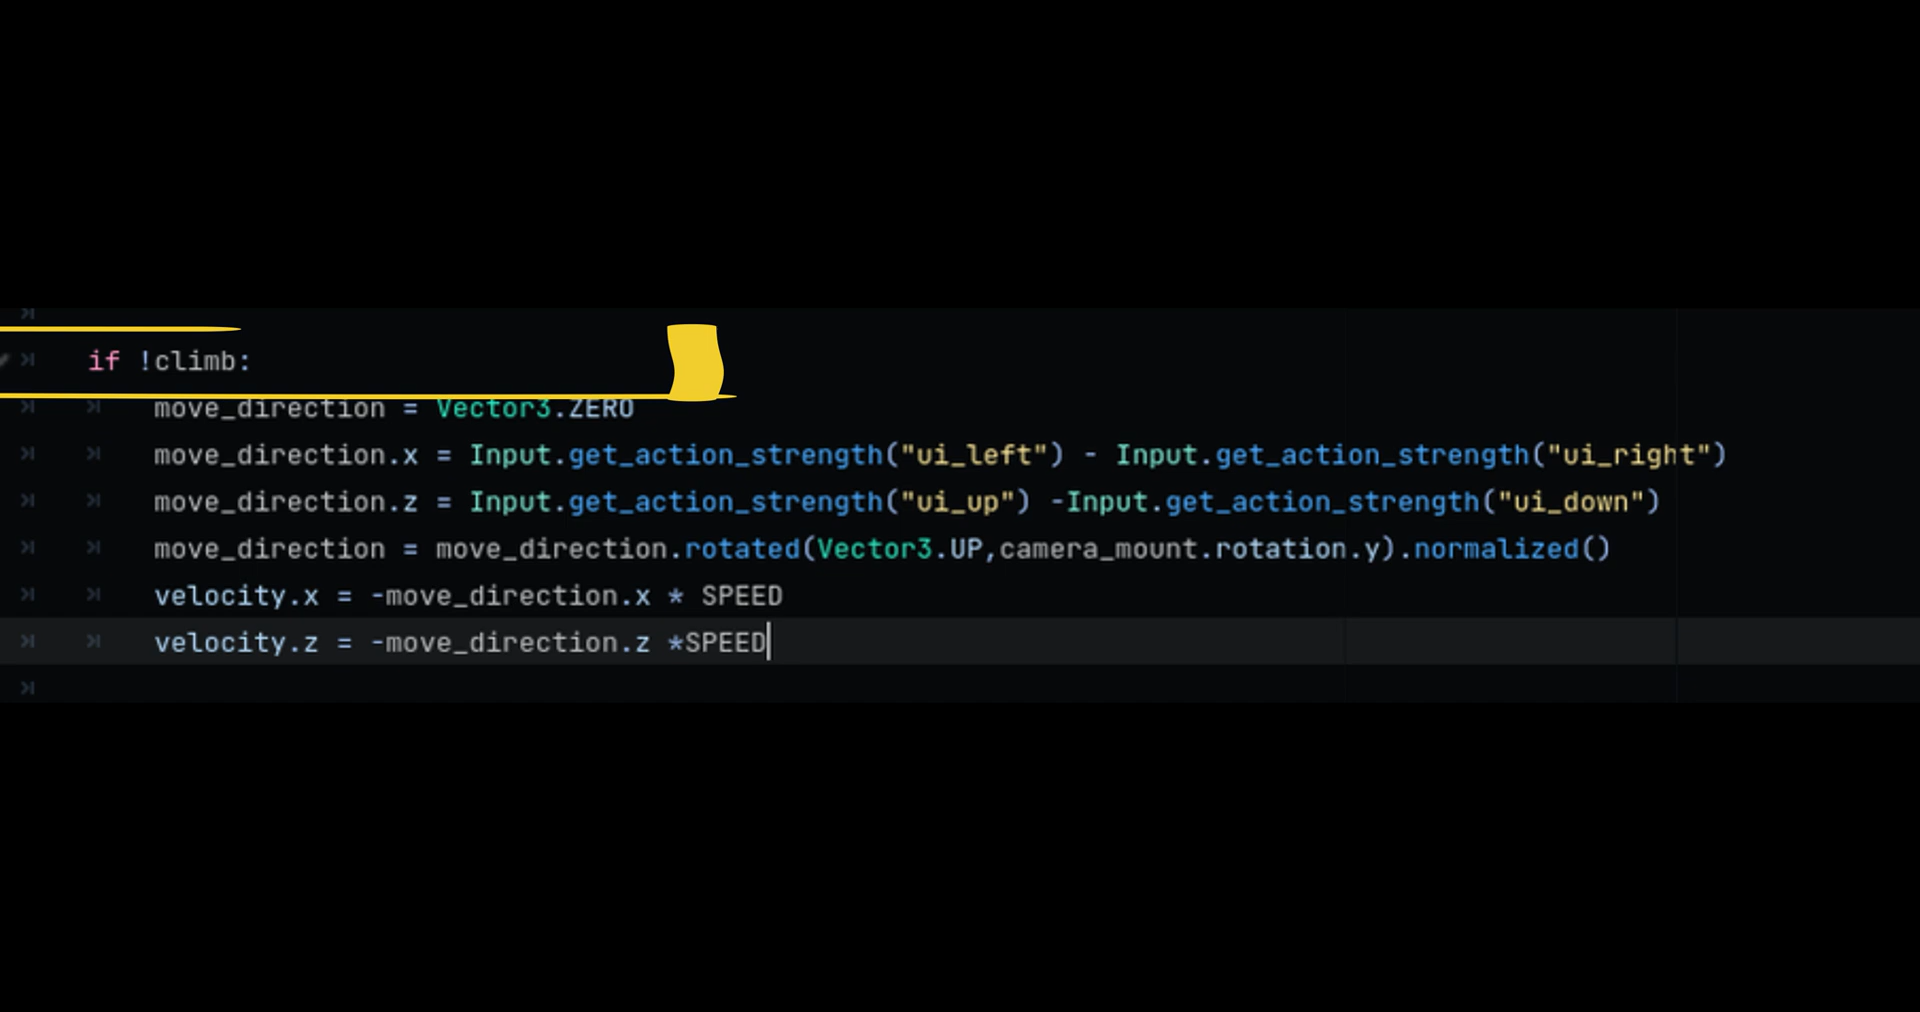 if !climb:
move_direction = Vector3.ZERO
move_direction.x = Input.get_action_strength("ui_left") - Input.get_action_strength("ui_right")
move_direction.z = Input.get_action_strength("ui_up") -Input.get_action_strength("ui_down")
move_direction = move_direction.rotated(Vector3.UP,camera_mount.rotation.y).normalized()
velocity.x = -move_direction.x * SPEED
velocity.z = -move_direction.z *SPEED